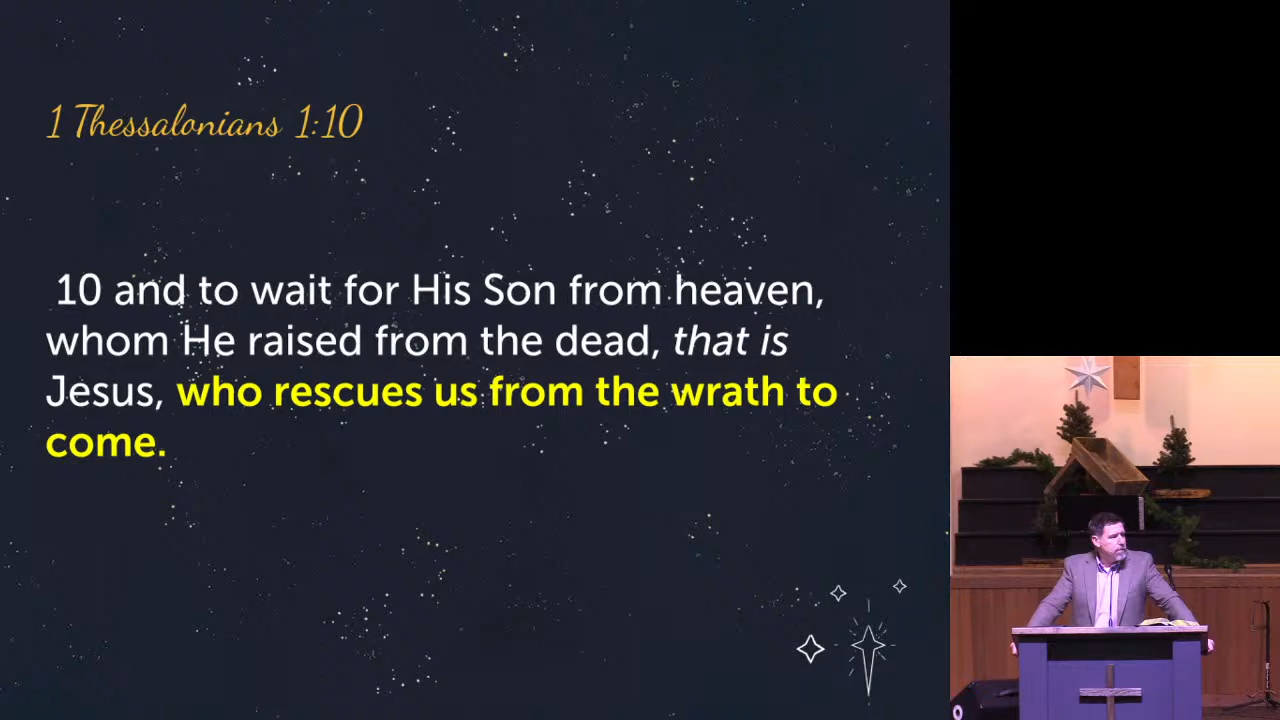 1 Thessalonians 1:10
10 and to wait for His Son from heaven,
whom He raised from the dead, that is
Jesus, who rescues us from the wrath to
come.